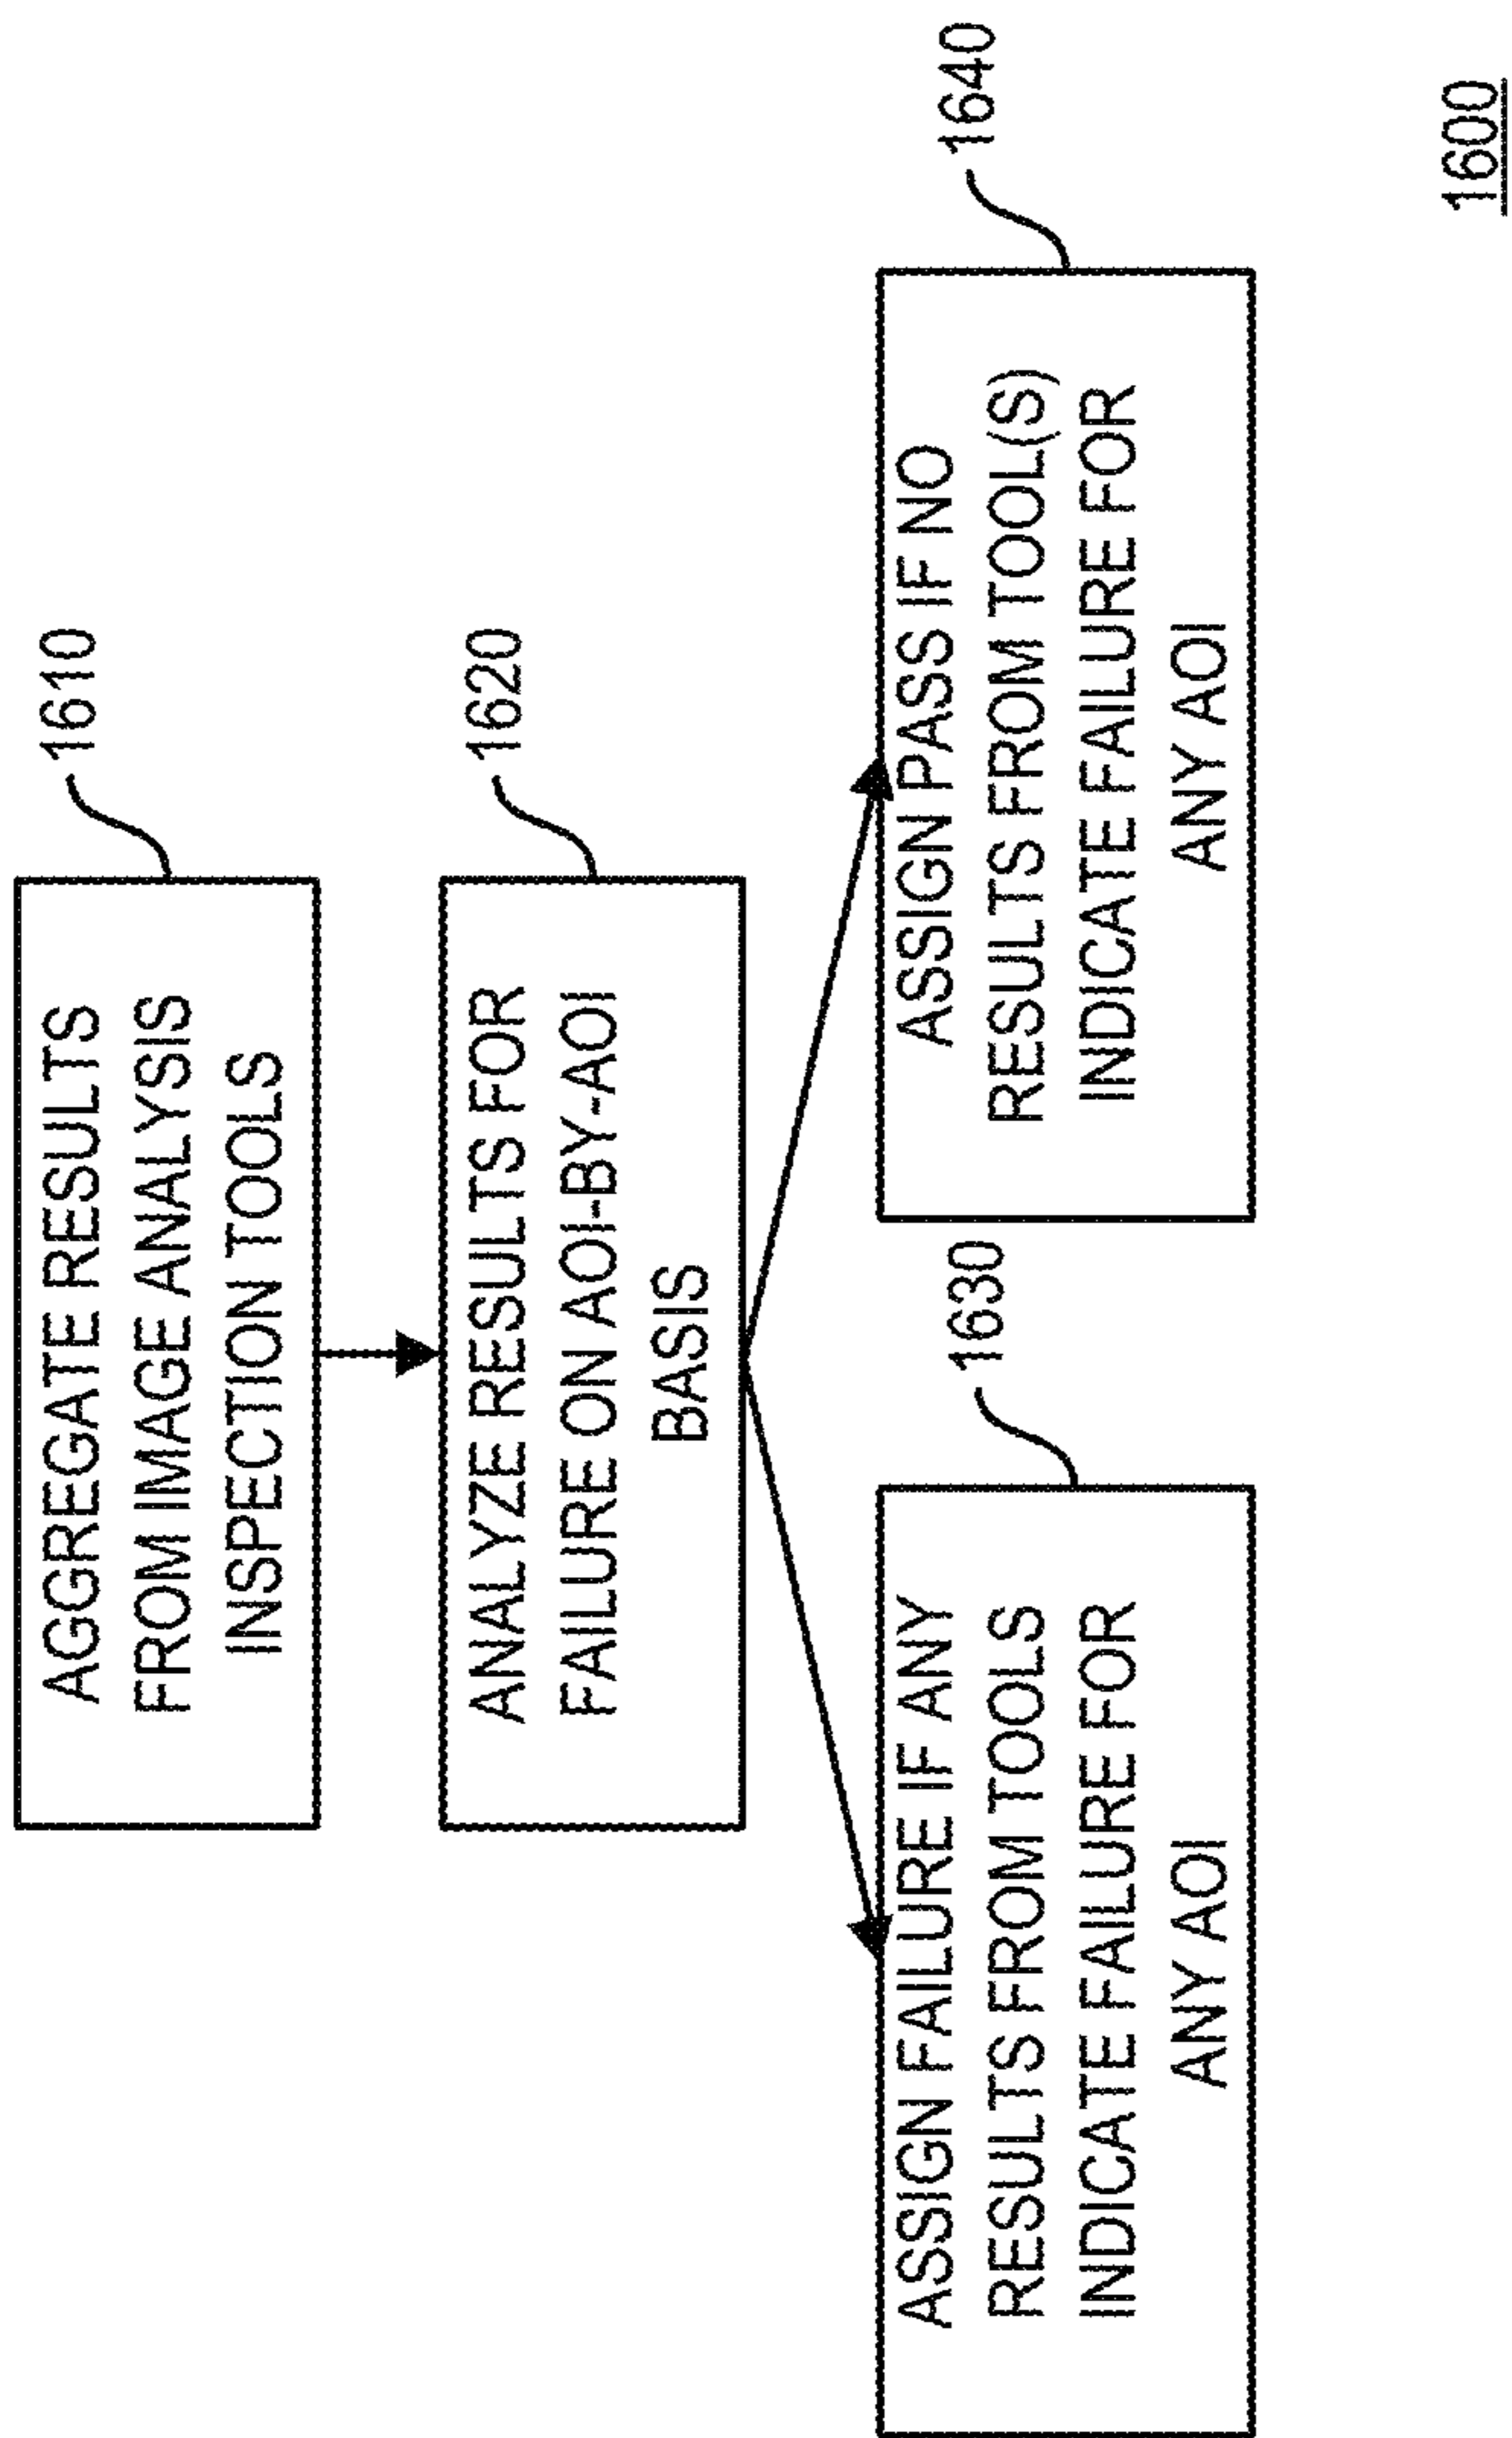 AGGREGATE RESULTS
FROM IMAGE ANALYSIS
INSPECTION TOOLS
1610
ANALYZE RESULTS FOR
FAILURE ON AOI-BY-AOI
BASIS
1620
ASSIGN FAILURE IF ANY
RESULTS FROM TOOLS
INDICATE FAILURE FOR
ANY AOI
1630
ASSIGN PASS IF NO
RESULTS FROM TOOL(S)
INDICATE FAILURE FOR
ANY AOI
1640
1600